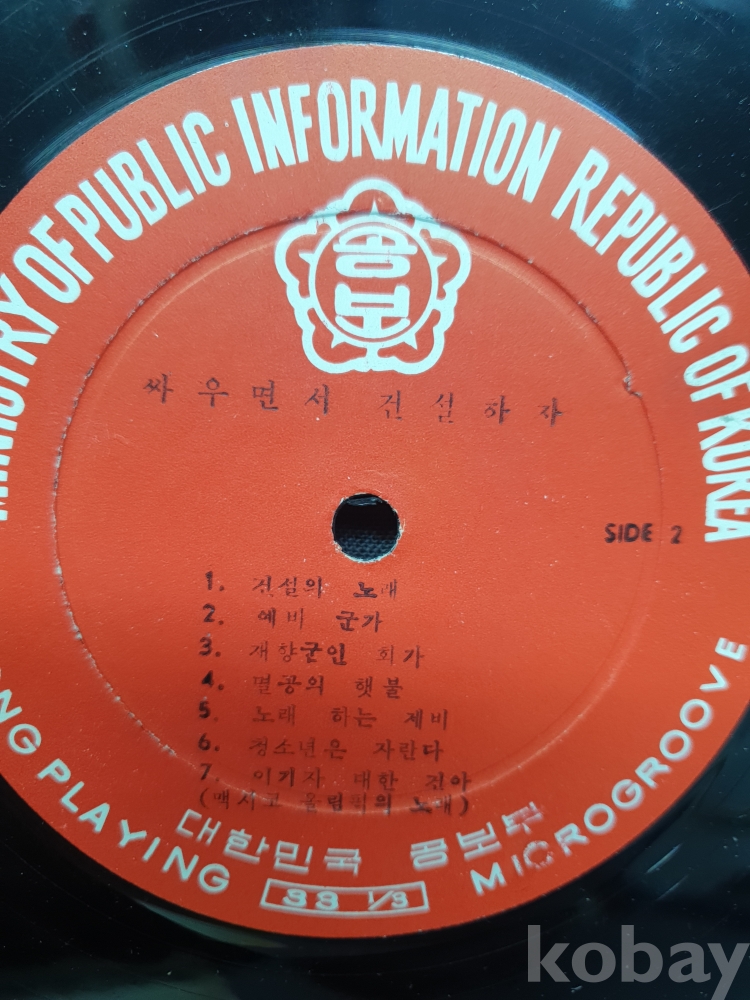 MINISTRY OF PUBLIC INFORMATION REPUBLIC OF KOREA
공보
싸우면서 건설하자
SIDE 2
1. 건설의 노래
2. 예비 군가
3. 재향군인 회가
4. 멸공의 횃불
5 노래 하는 제비
6. 청소년은 자란다
7. 이기자 대한 건아
(맥시코 올림픽의 노래)
대한민국 공보부
ONG PLAYING 33 1/3 MICROGROOVE
kobay